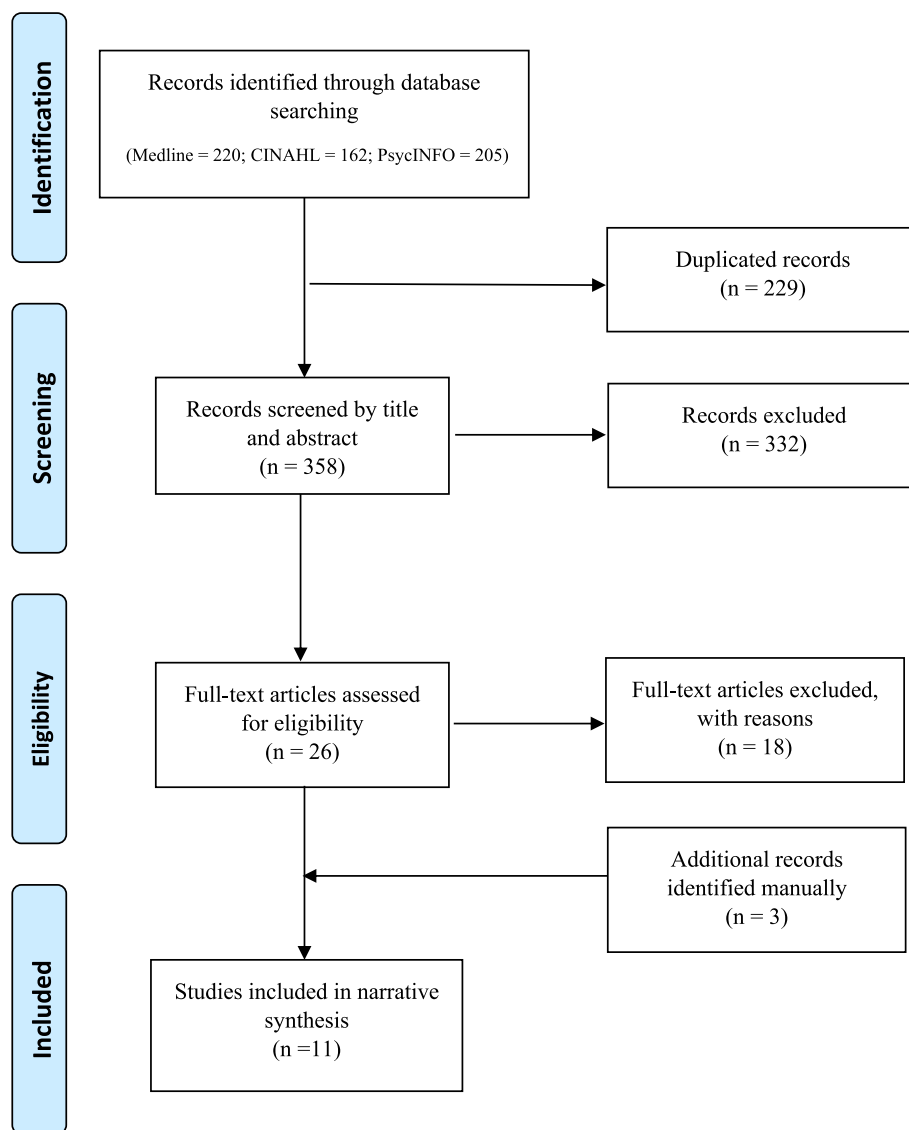 Identification
Records identified through database
searching
(Medline = 220; CINAHL = 162; PsycINFO = 205)
Duplicated records
(n = 229)
Screening
Records screened by title
and abstract
(n = 358)
Records excluded
(n = 332)
Eligibility
Full-text articles assessed
for eligibility
(n = 26)
Full-text articles excluded,
with reasons
(n = 18)
Additional records
identified manually
(n = 3)
Included
Studies included in narrative
synthesis
(n =11)